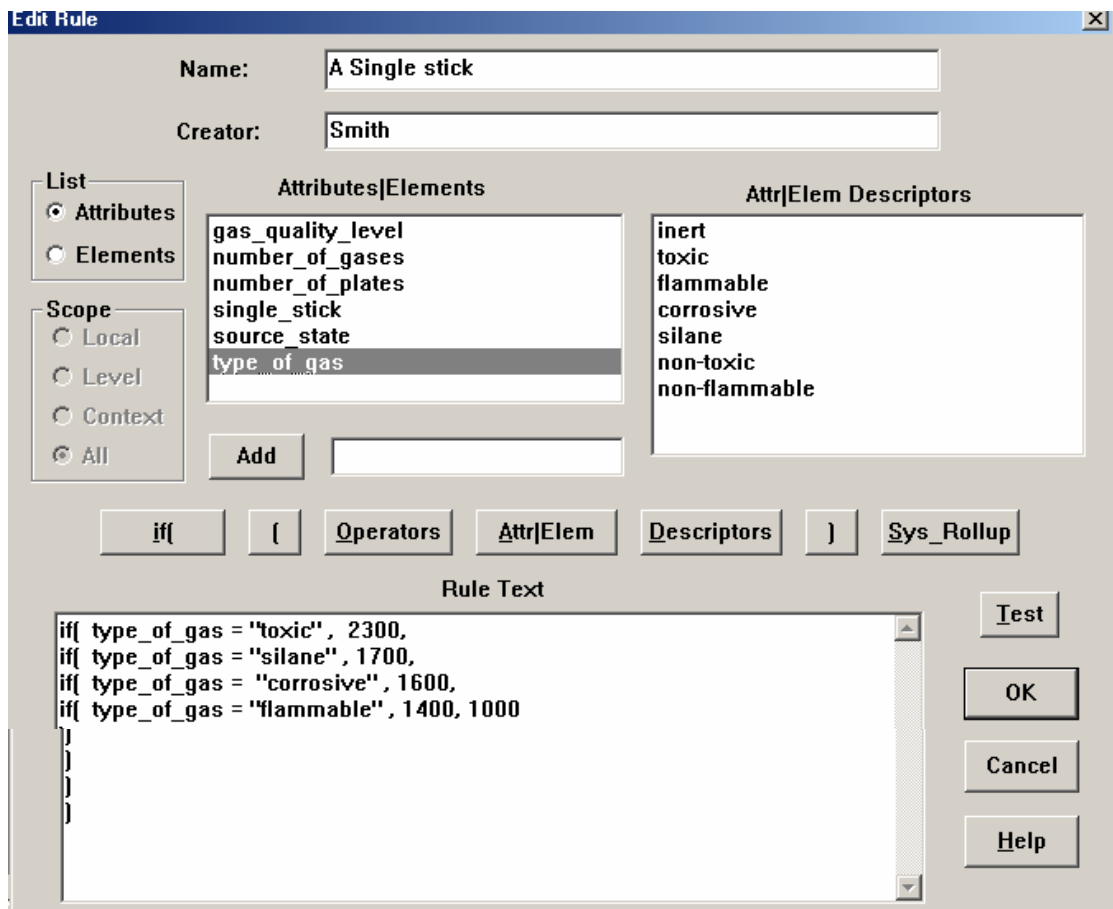 Edit Rule
Name:
A Single stick
Creator:
Smith
List
Attributes
Elements
Scope
Local
Level
Context
All
Attributes|Elements
gas_quality_level
number_of_gases
number_of_plates
single_stick
source_state
type_of_gas
Attr|Elem Descriptors
inert
toxic
flammable
corrosive
silane
non-toxic
non-flammable
Add
if(
(
Operators
Attr|Elem
Descriptors
)
Sys_Rollup
Rule Text
if( type_of_gas = "toxic" , 2300,
if( type_of_gas = "silane" , 1700,
if( type_of_gas = "corrosive" , 1600,
if( type_of_gas = "flammable" , 1400, 1000
)
)
)
)
Test
OK
Cancel
Help